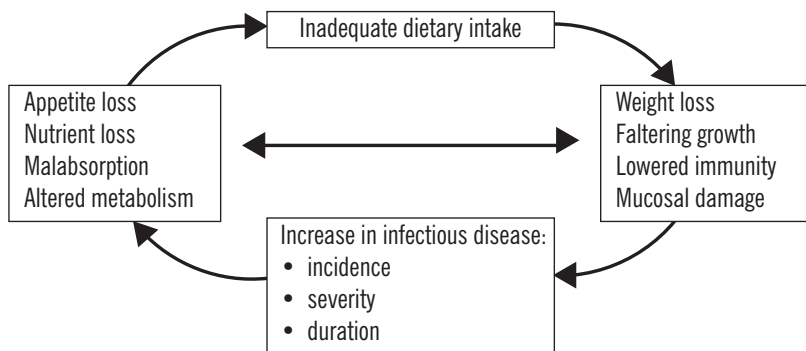 Inadequate dietary intake
Appetite loss
Nutrient loss
Malabsorption
Altered metabolism
Weight loss
Faltering growth
Lowered immunity
Mucosal damage
Increase in infectious disease:
• incidence
• severity
• duration